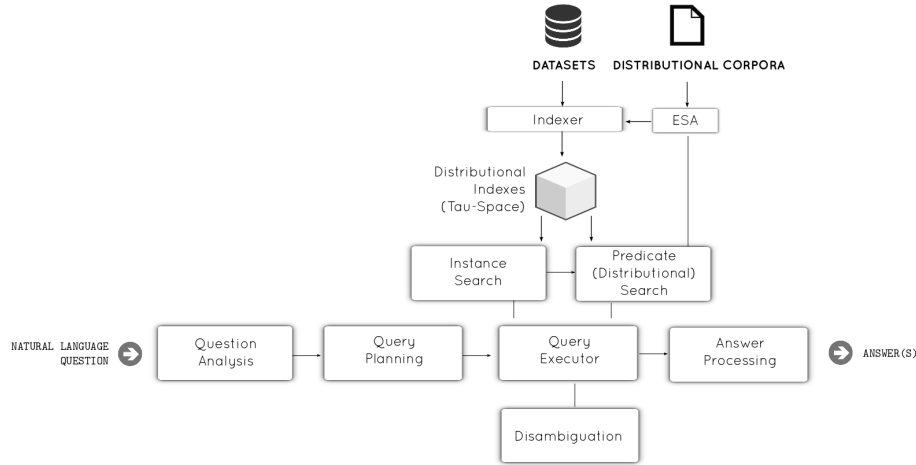 DATASETS
DISTRIBUTIONAL CORPORA
Indexer
ESA
Distributional
Indexes
(Tau-Space)
Instance
Search
Predicate
(Distributional)
Search
NATURAL LANGUAGE
QUESTION
Question
Analysis
Query
Planning
Query
Executor
Answer
Processing
ANSWER(S)
Disambiguation